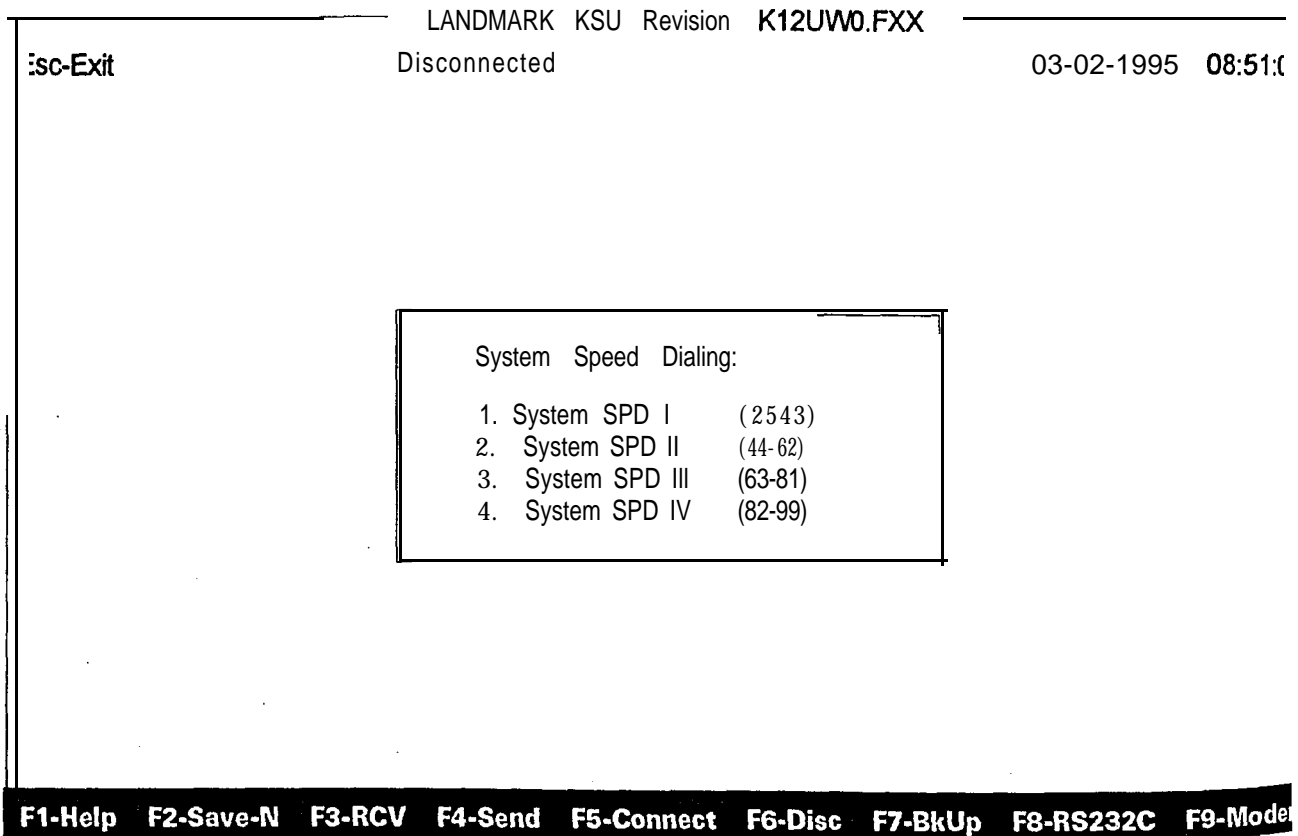 LANDMARK KSU Revision K12UW0.FXX
Esc-Exit Disconnected 03-02-1995 08:51:0
System Speed Dialing:
1. System SPD I (2543)
2. System SPD II (44-62)
3. System SPD III (63-81)
4. System SPD IV (82-99)
F1-Help F2-Save-N F3-RCV F4-Send F5-Connect F6-Disc F7-BkUp F8-RS232C F9-Mode